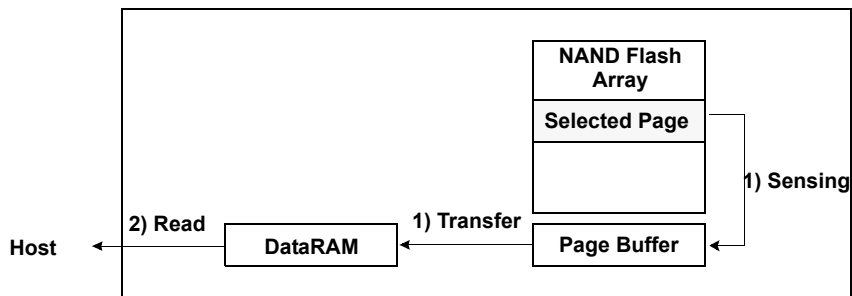 NAND Flash
Array
Selected Page
1) Sensing
2) Read
1) Transfer
Host
DataRAM
Page Buffer